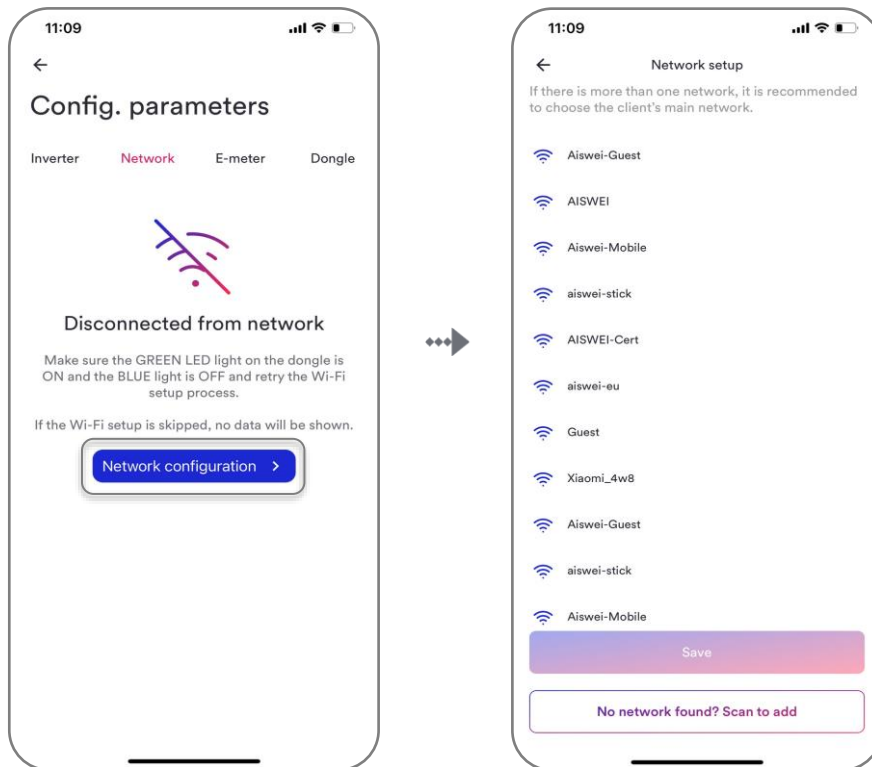 11:09
Config. parameters
Inverter Network E-meter Dongle
Disconnected from network
Make sure the GREEN LED light on the dongle is
ON and the BLUE light is OFF and retry the Wi-Fi
setup process.
If the Wi-Fi setup is skipped, no data will be shown.
Network configuration >
11:09
Network setup
If there is more than one network, it is recommended
to choose the client's main network.
Aiswei-Guest
AISWEI
Aiswei-Mobile
aiswei-stick
AISWEI-Cert
aiswei-eu
Guest
Xiaomi_4w8
Aiswei-Guest
aiswei-stick
Aiswei-Mobile
Save
No network found? Scan to add